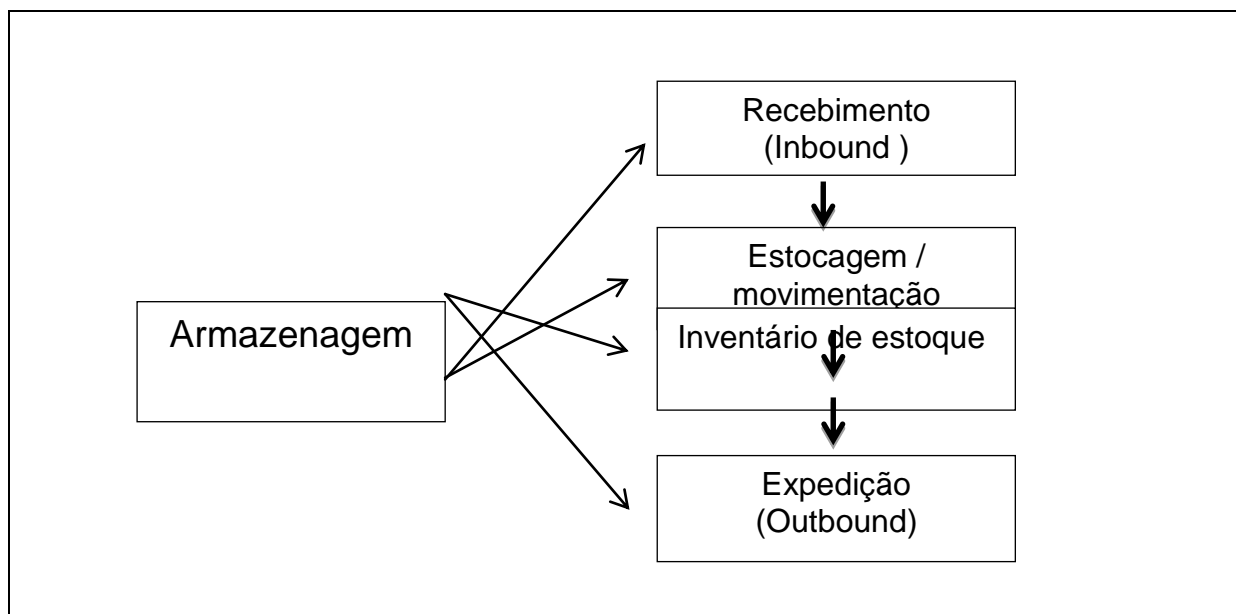 Recebimento
(Inbound )
Estocagem /
movimentação
Armazenagem
Inventário de estoque
Expedição
(Outbound)